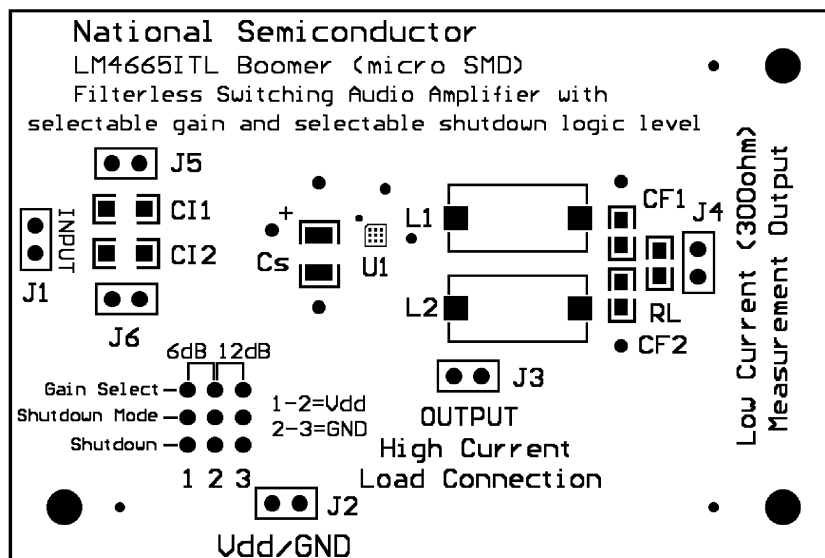 National Semiconductor
LM4665ITL Boomer (micro SMD)
Filterless Switching Audio Amplifier with
selectable gain and selectable shutdown logic level
J5
CI1
CI2
INPUT
J1
J6
+
Cs
U1
L1
L2
CF1
J4
RL
CF2
Low Current (300ohm)
Measurement Output
J3
OUTPUT
High Current
Load Connection
6dB 12dB
Gain Select
Shutdown Mode
Shutdown
1 2 3
1-2=Vdd
2-3=GND
J2
Vdd/GND